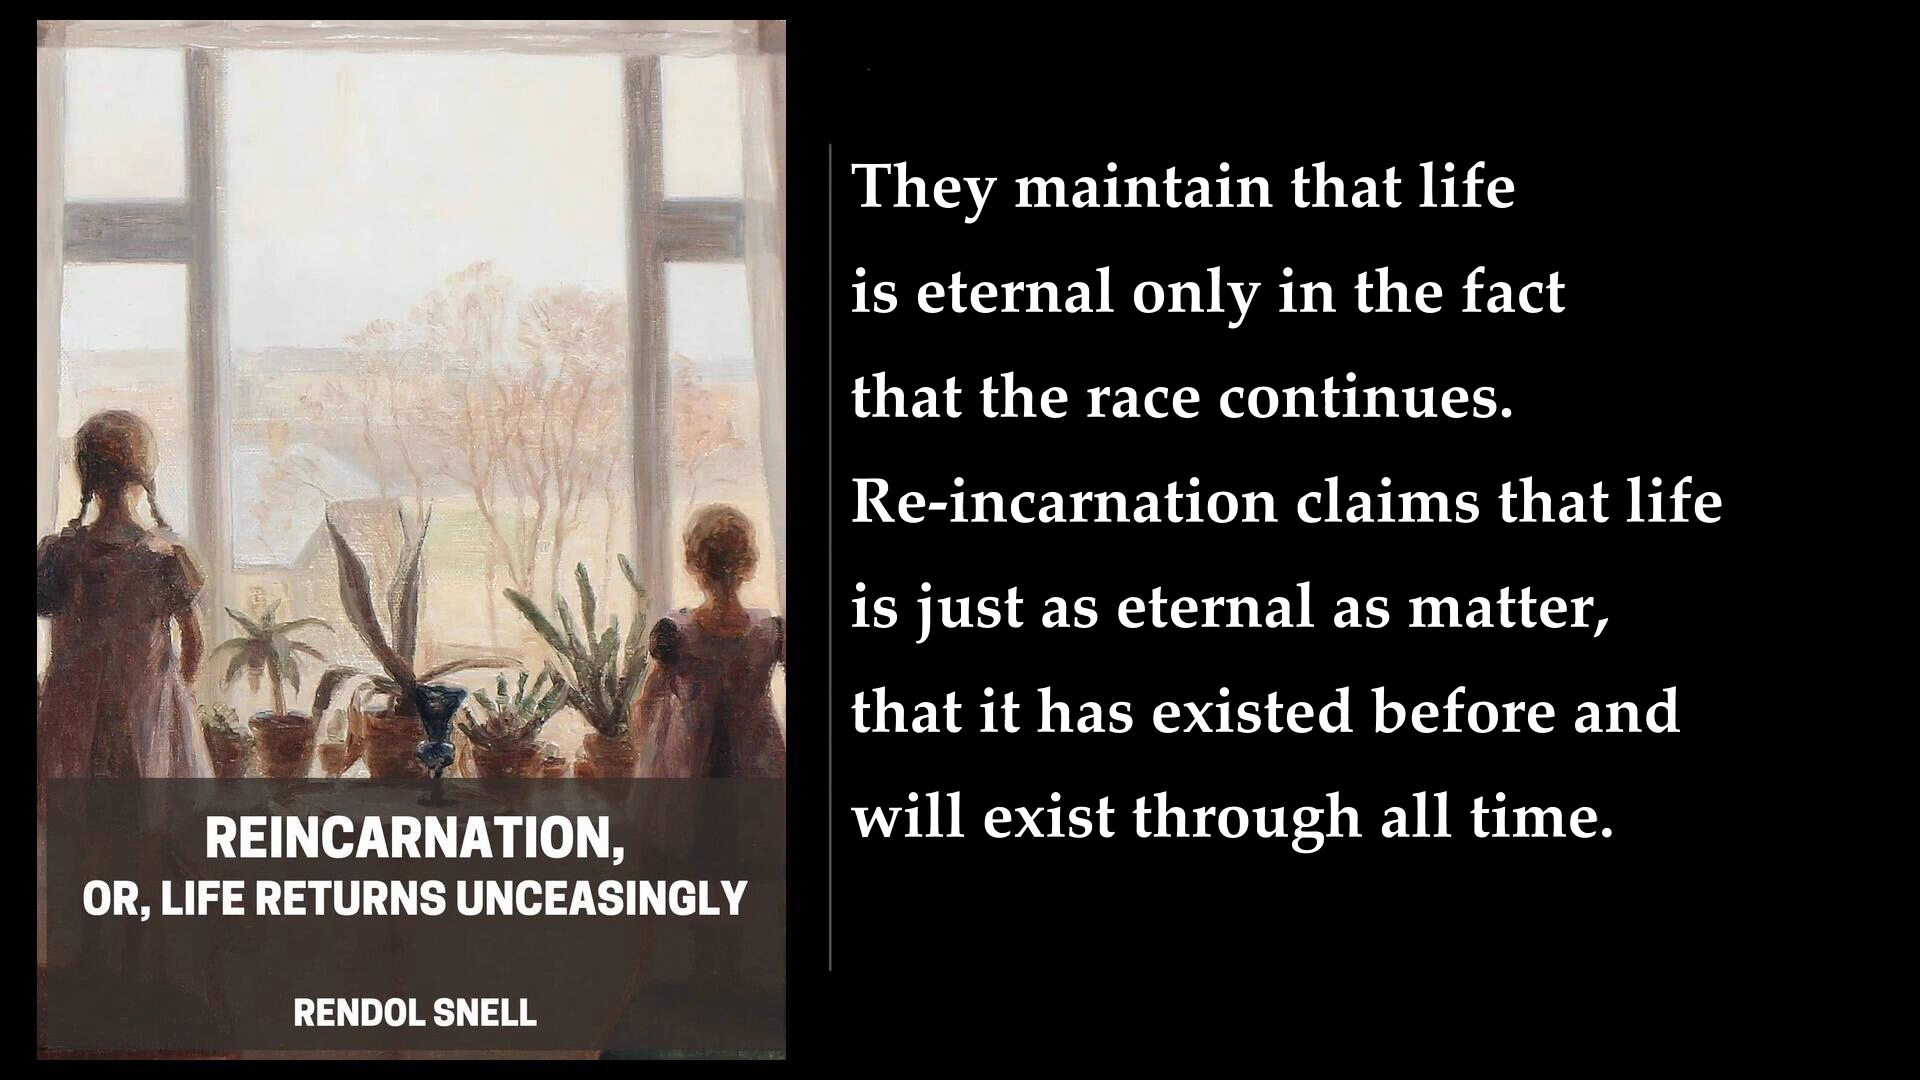 REINCARNATION,
OR, LIFE RETURNS UNCEASINGLY
RENDOL SNELL
They maintain that life
is eternal only in the fact
that the race continues.
Re-incarnation claims that life
is just as eternal as matter,
that it has existed before and
will exist through all time.